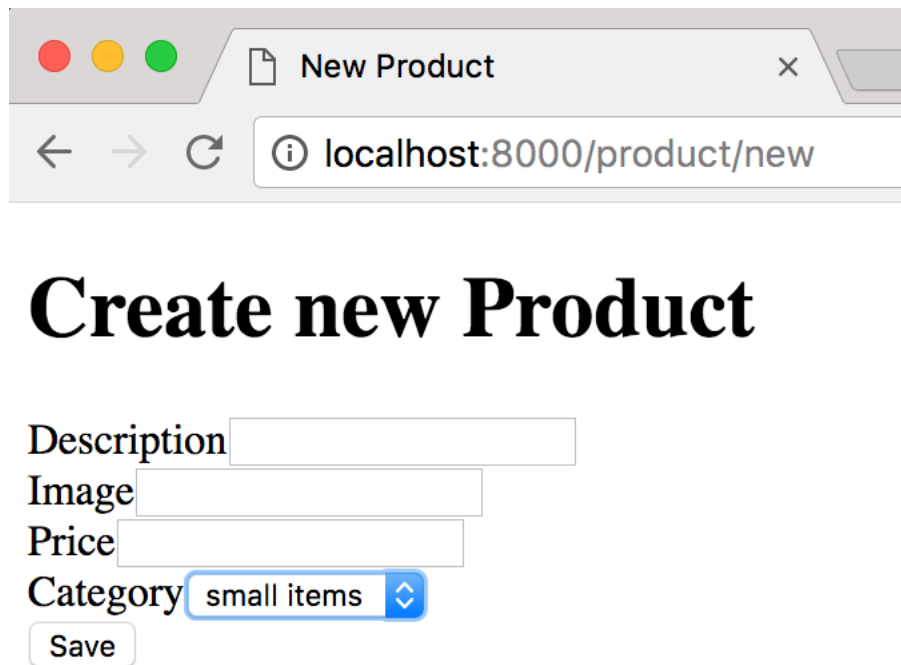 New Product
localhost:8000/product/new
Create new Product
Description
Image
Price
Category small items
Save